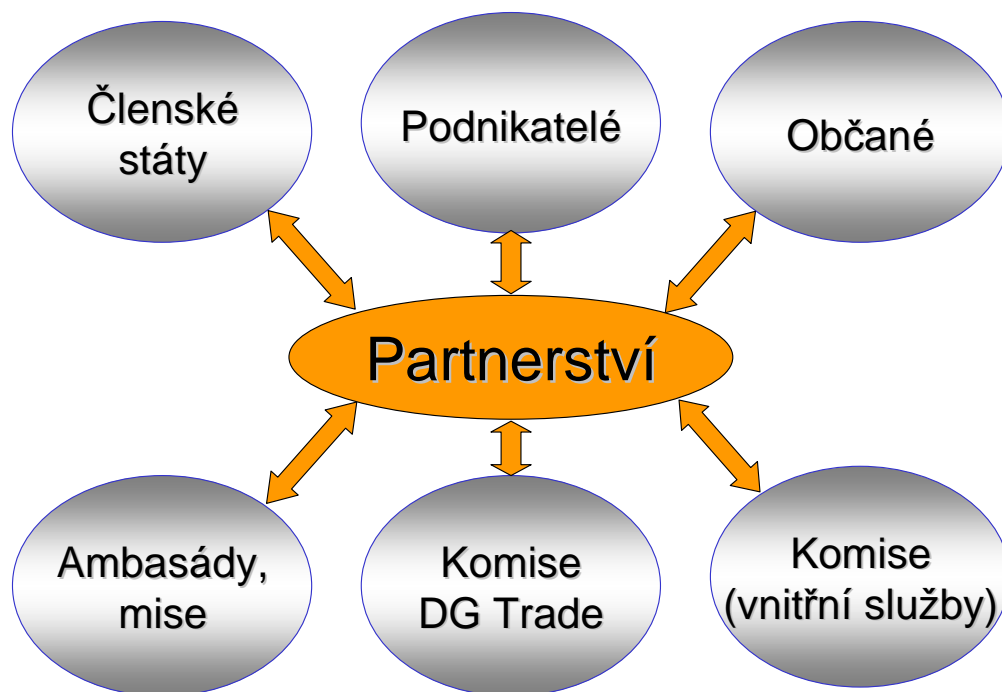 Členské
státy
Podnikatelé
Občané
Partnerství
Ambasády,
mise
Komise
DG Trade
Komise
(vnitřní služby)